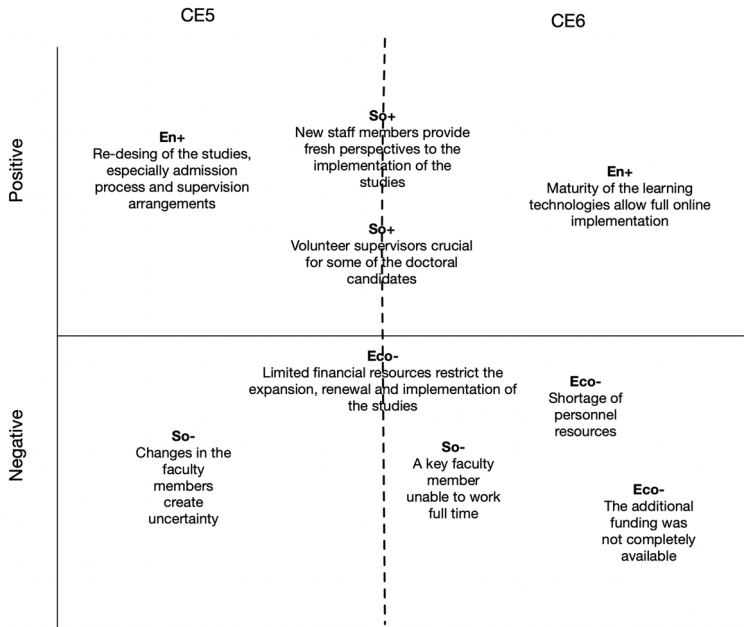 CE5
CE6
Positive
En+
Re-desing of the studies,
especially admission
process and supervision
arrangements
So+
New staff members provide
fresh perspectives to the
implementation of the
studies
So+
Volunteer supervisors crucial
for some of the doctoral
candidates
En+
Maturity of the learning
technologies allow full online
implementation
Negative
Eco-
Limited financial resources restrict the
expansion, renewal and implementation of
the studies
So-
Changes in the
faculty
members
create
uncertainty
So-
A key faculty
member
unable to work
full time
Eco-
Shortage of
personnel
resources
Eco-
The additional
funding was
not completely
available